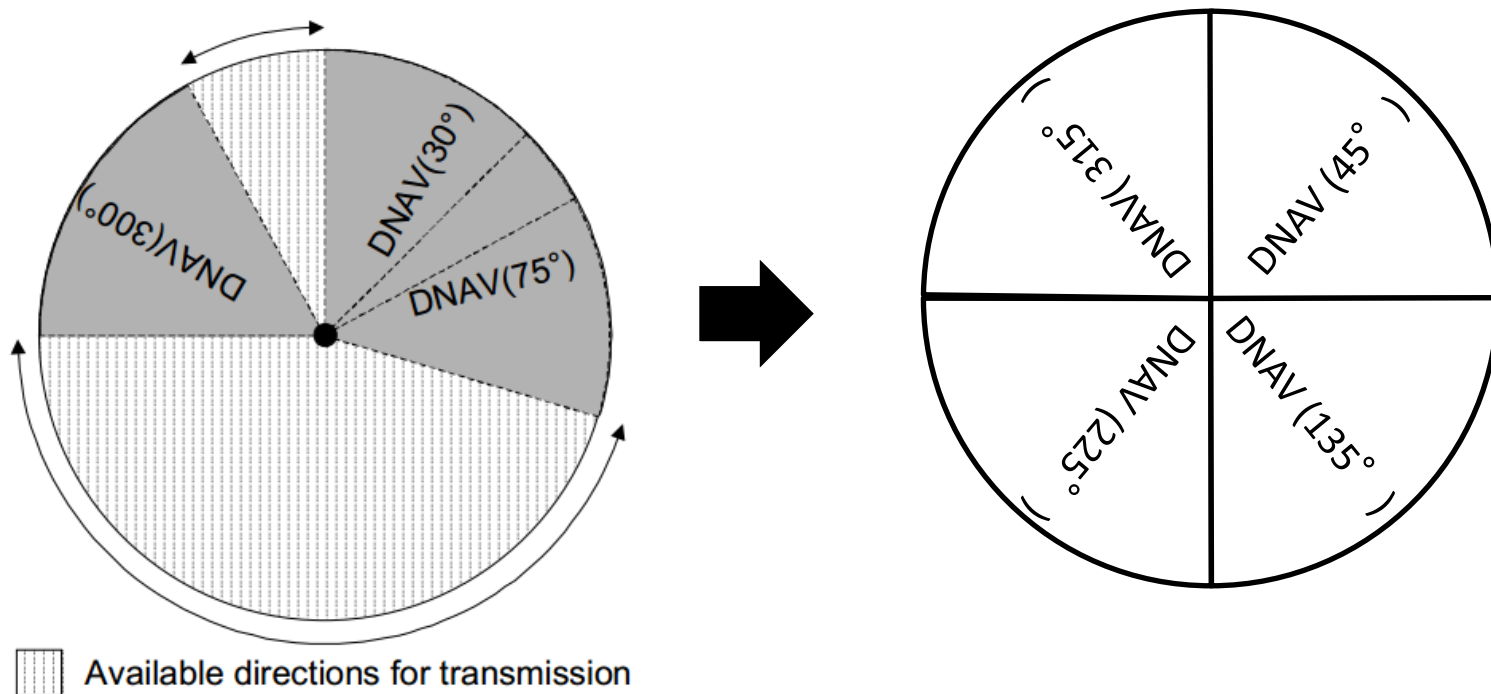 DNAV(30°)
DNAV(75°)
DNAV(300°)
Available directions for transmission
DNAV (315°)
DNAV (45°)
DNAV (225°)
DNAV (135°)